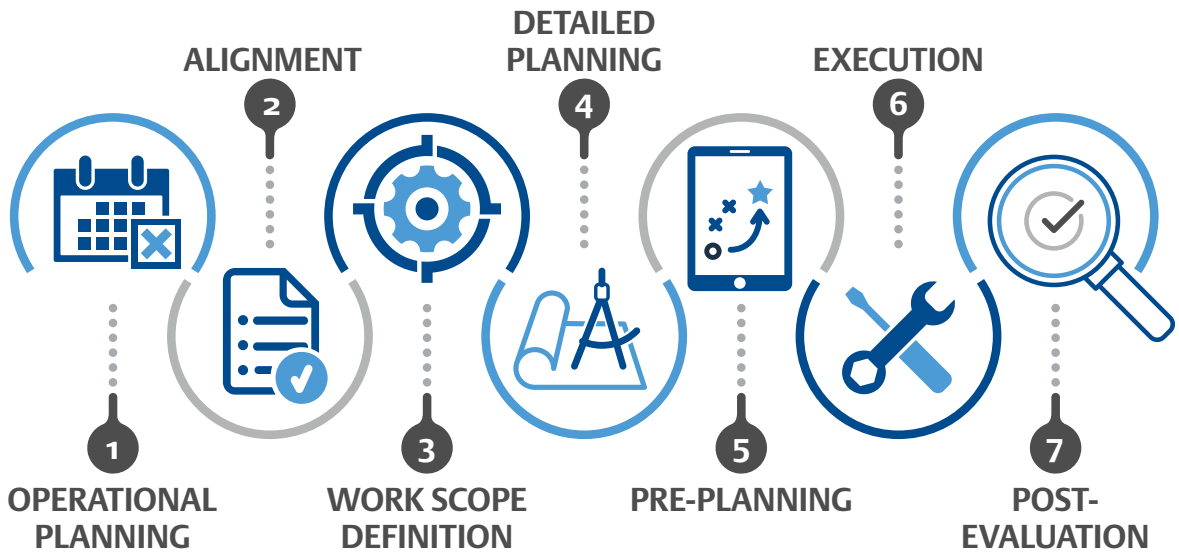 1
OPERATIONAL
PLANNING
ALIGNMENT
2
3
WORK SCOPE
DEFINITION
DETAILED
PLANNING
4
5
PRE-PLANNING
EXECUTION
6
7
POST-
EVALUATION